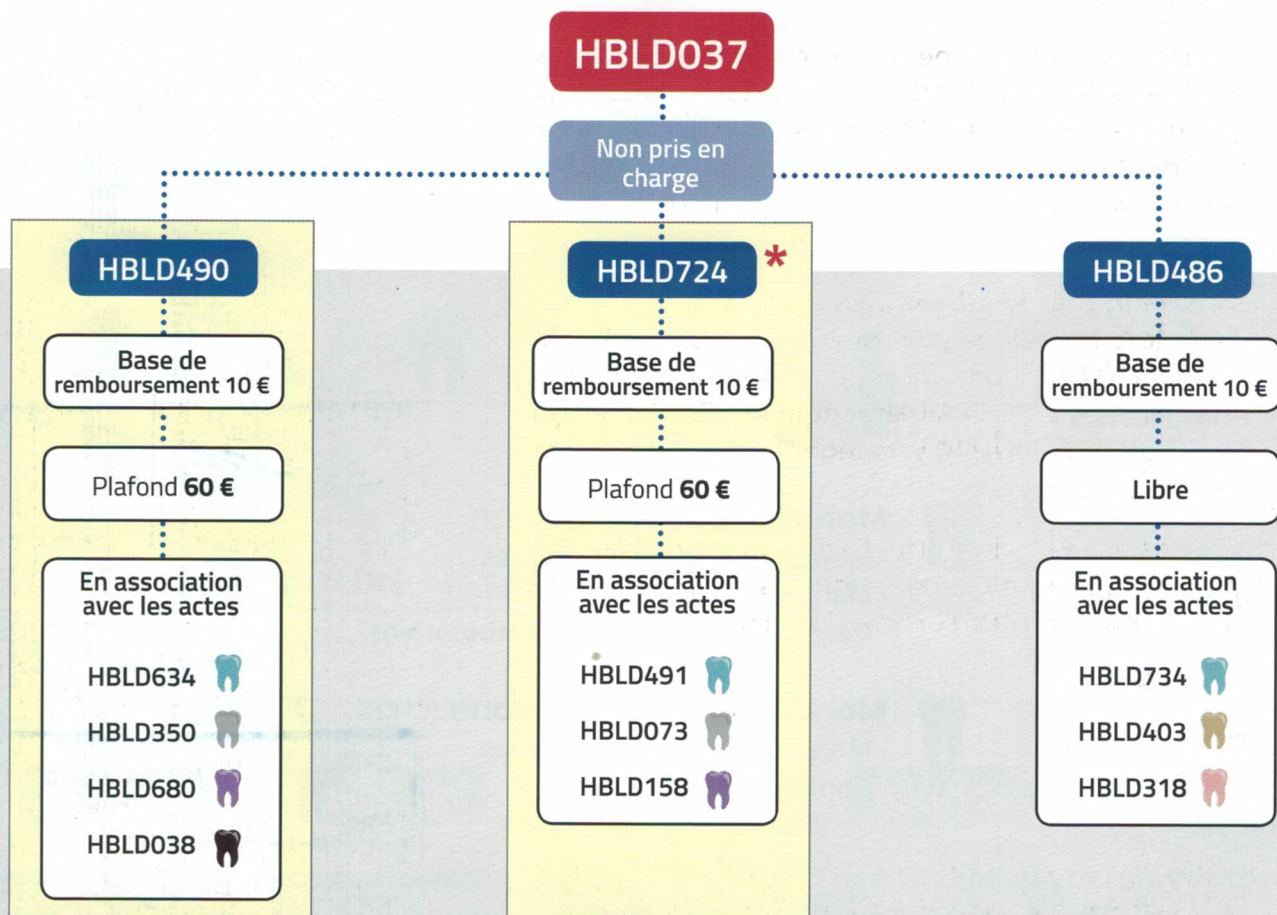 HBLD037
Non pris en
charge
HBLD490
Base de
remboursement 10 €
Plafond 60 €
En association
avec les actes
HBLD634
HBLD350
HBLD680
HBLD038
HBLD724 *
Base de
remboursement 10 €
Plafond 60 €
En association
avec les actes
HBLD491
HBLD073
HBLD158
HBLD486
Base de
remboursement 10 €
Libre
En association
avec les actes
HBLD734
HBLD403
HBLD318